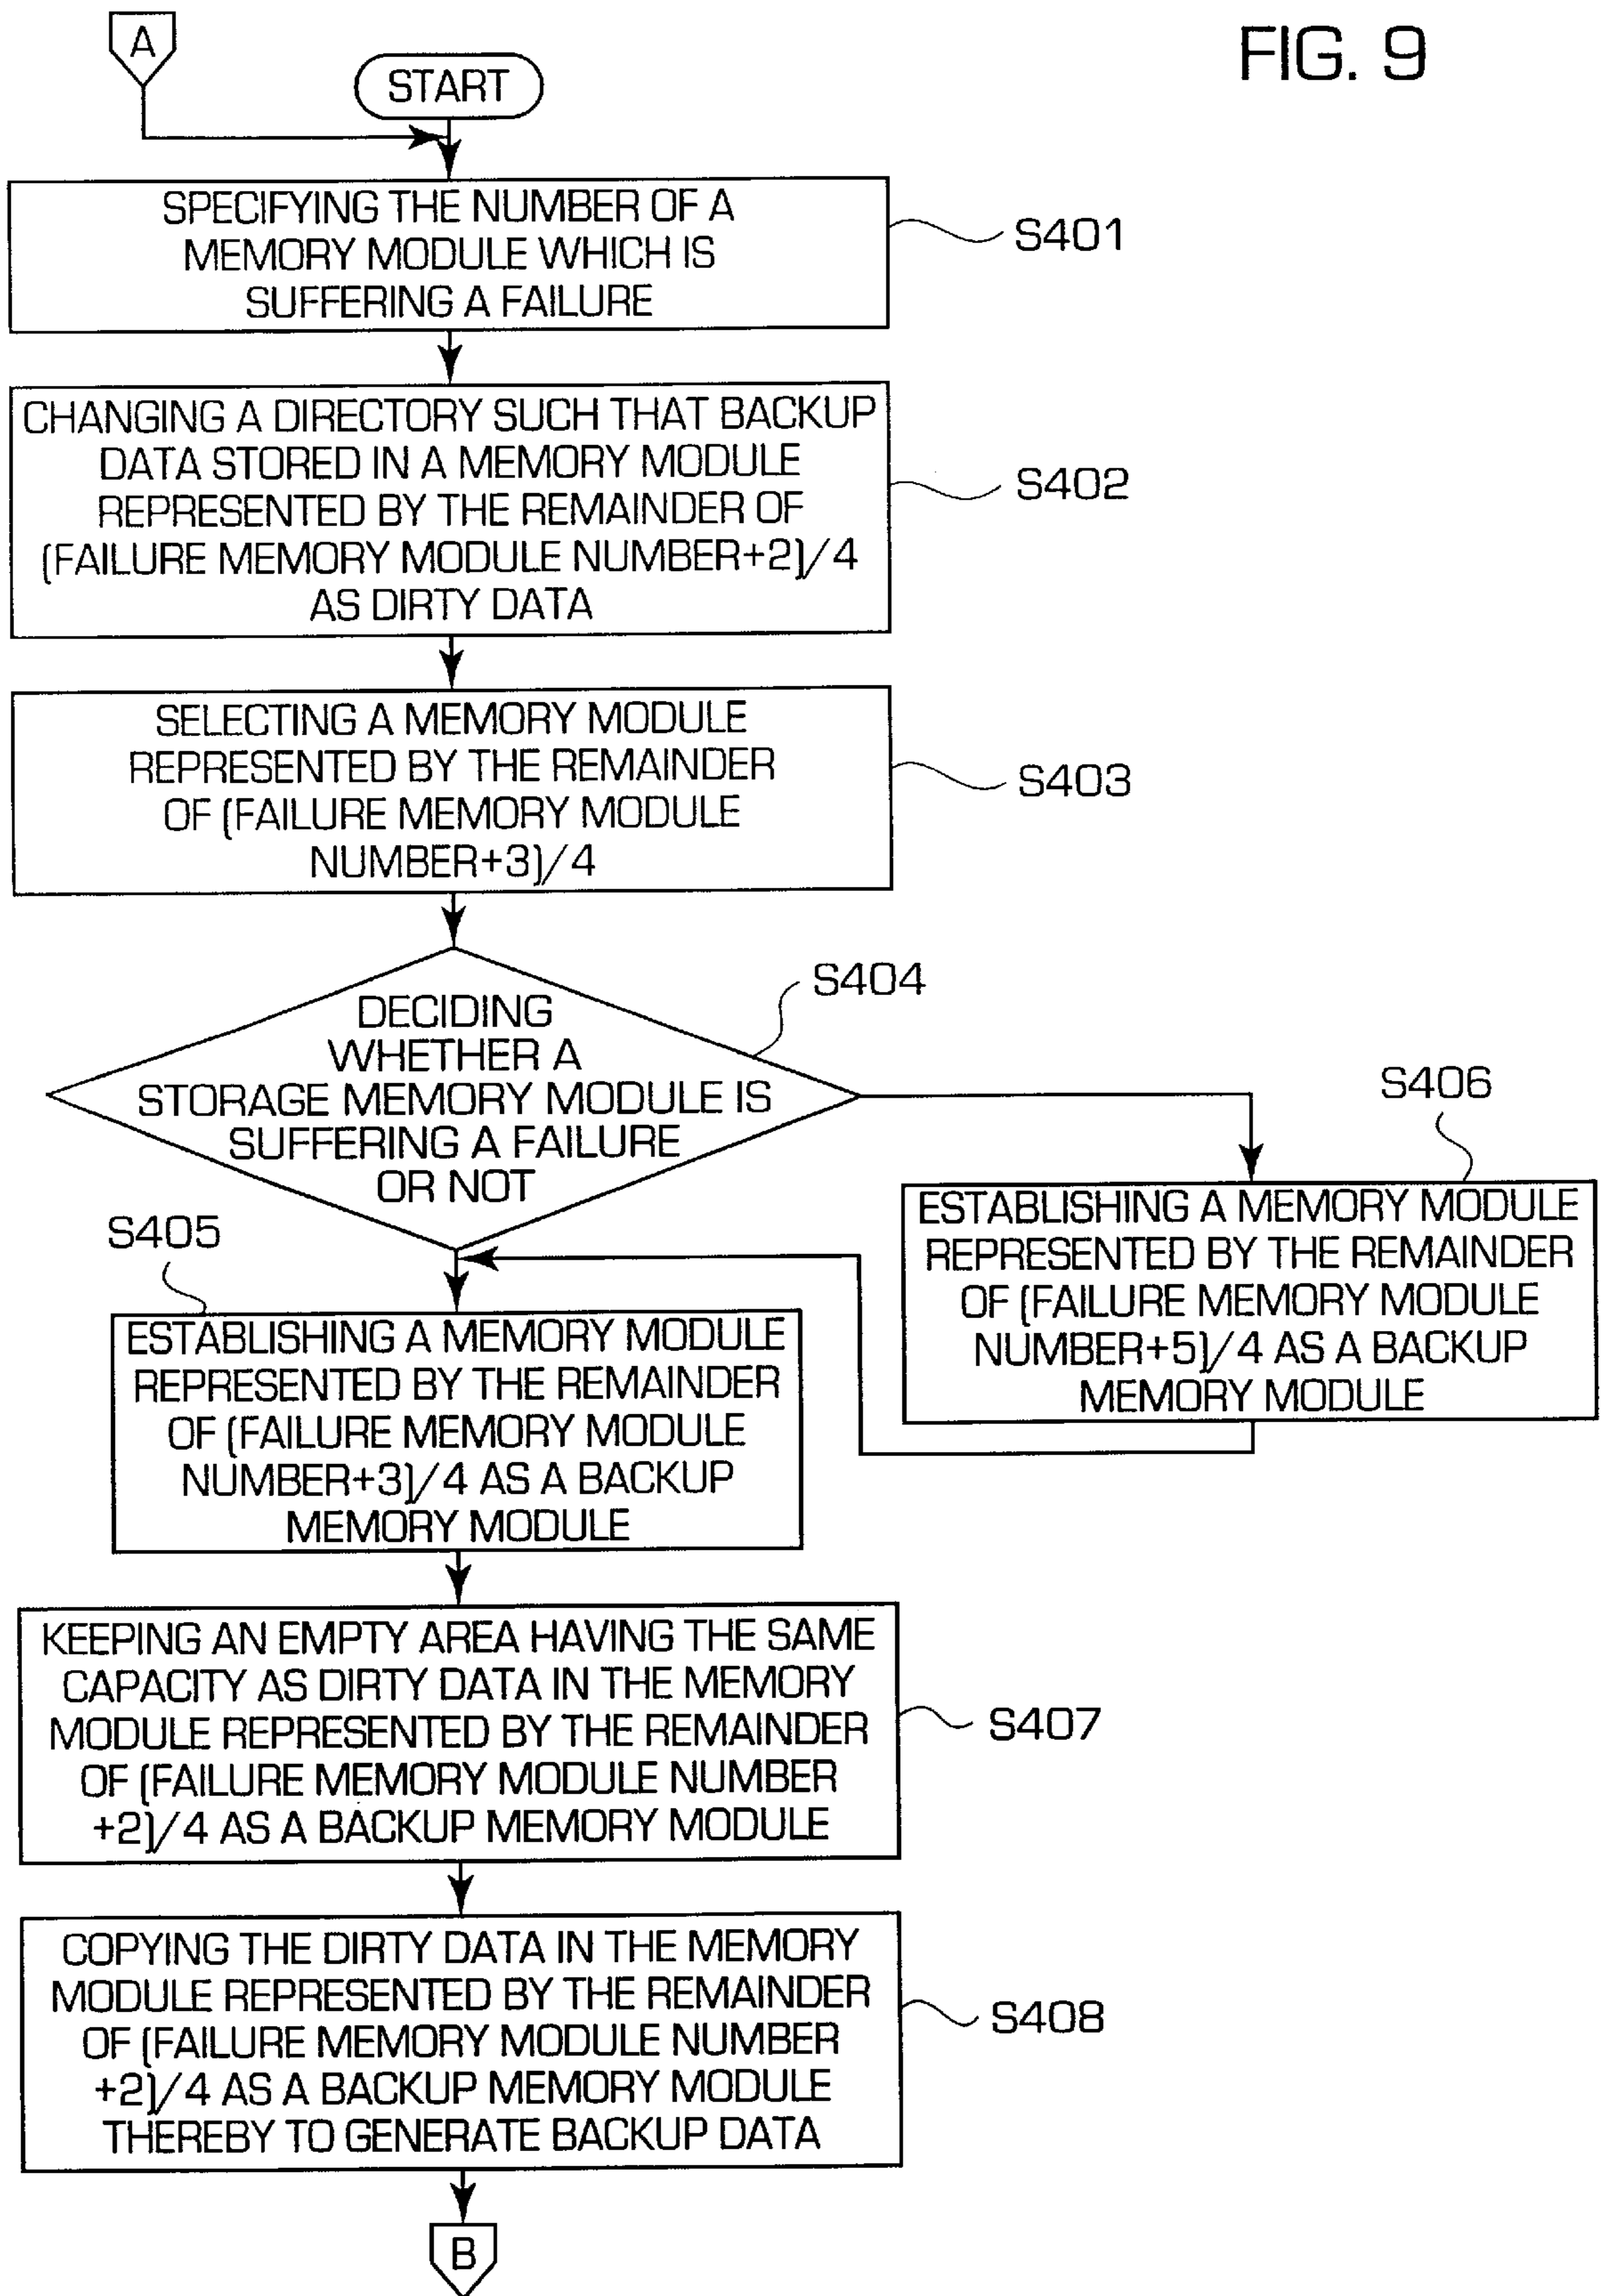 FIG. 9
A
START
SPECIFYING THE NUMBER OF A
MEMORY MODULE WHICH IS
SUFFERING A FAILURE
S401
CHANGING A DIRECTORY SUCH THAT BACKUP
DATA STORED IN A MEMORY MODULE
REPRESENTED BY THE REMAINDER OF
(FAILURE MEMORY MODULE NUMBER+2)/4
AS DIRTY DATA
S402
SELECTING A MEMORY MODULE
REPRESENTED BY THE REMAINDER
OF (FAILURE MEMORY MODULE
NUMBER+3)/4
S403
DECIDING
WHETHER A
STORAGE MEMORY MODULE IS
SUFFERING A FAILURE
OR NOT
S404
S406
ESTABLISHING A MEMORY MODULE
REPRESENTED BY THE REMAINDER
OF (FAILURE MEMORY MODULE
NUMBER+5)/4 AS A BACKUP
MEMORY MODULE
S405
ESTABLISHING A MEMORY MODULE
REPRESENTED BY THE REMAINDER
OF (FAILURE MEMORY MODULE
NUMBER+3)/4 AS A BACKUP
MEMORY MODULE
KEEPING AN EMPTY AREA HAVING THE SAME
CAPACITY AS DIRTY DATA IN THE MEMORY
MODULE REPRESENTED BY THE REMAINDER
OF (FAILURE MEMORY MODULE NUMBER
+2)/4 AS A BACKUP MEMORY MODULE
S407
COPYING THE DIRTY DATA IN THE MEMORY
MODULE REPRESENTED BY THE REMAINDER
OF (FAILURE MEMORY MODULE NUMBER
+2)/4 AS A BACKUP MEMORY MODULE
THEREBY TO GENERATE BACKUP DATA
S408
B